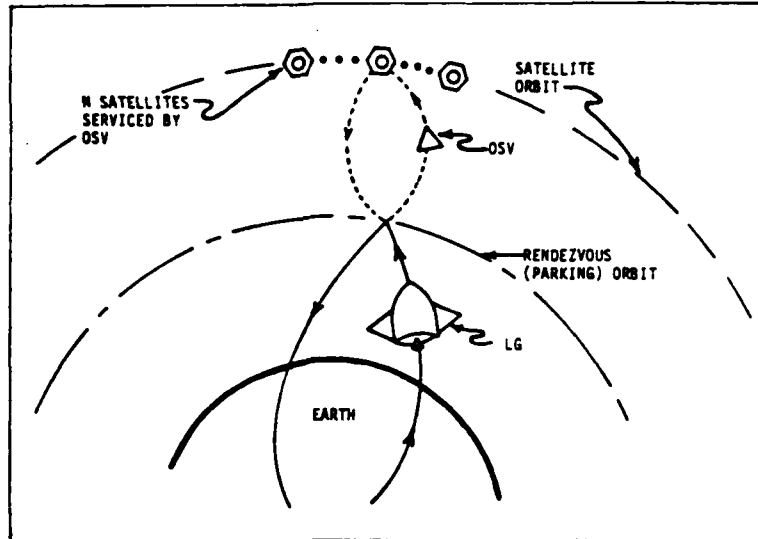 N SATELLITES
SERVICED BY
OSV
SATELLITE
ORBIT
OSV
RENDEZVOUS
(PARKING) ORBIT
LG
EARTH